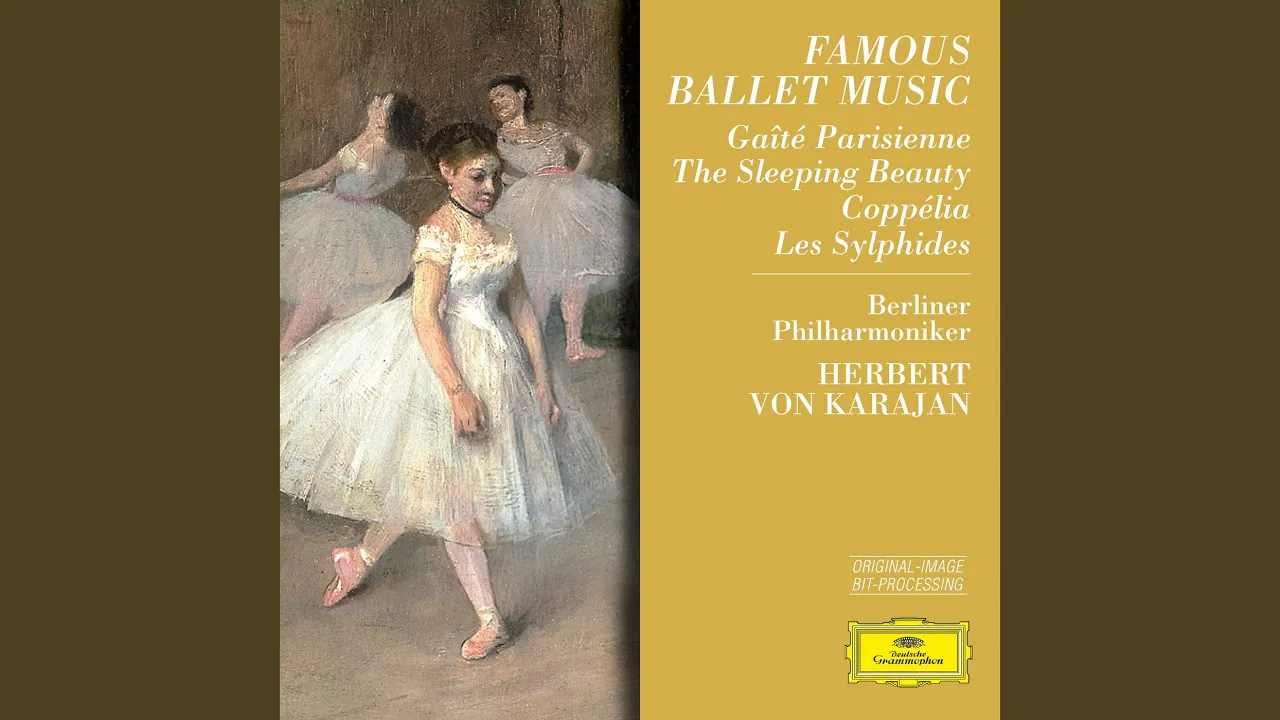 FAMOUS
BALLET MUSIC
Gaîté Parisienne
The Sleeping Beauty
Coppélia
Les Sylphides
Berliner
Philharmoniker
HERBERT
VON KARAJAN
ORIGINAL-IMAGE
BIT-PROCESSING
Deutsche
Grammophon